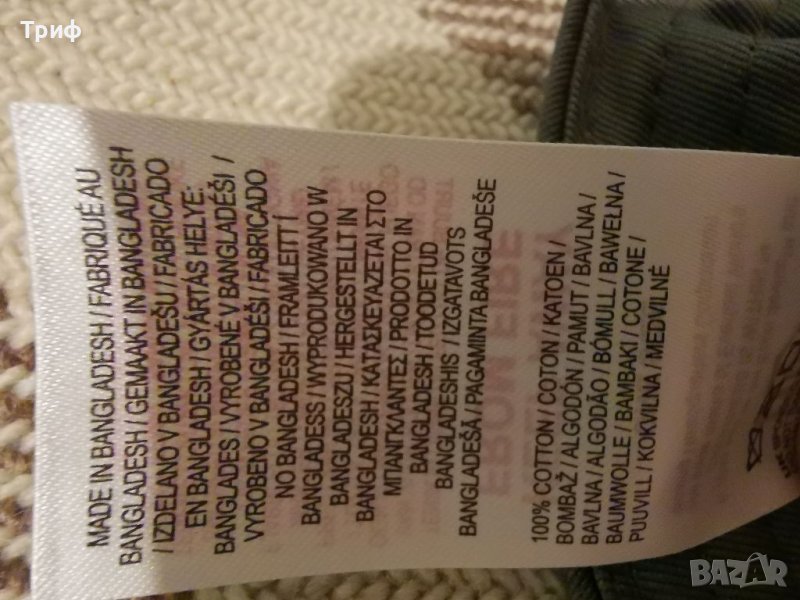 Триф
MADE IN BANGLADESH / FABRIQUÉ AU
BANGLADESH / GEMAAKT IN BANGLADESH
/ IZDELANO V BANGLADEŠU / FABRICADO
EN BANGLADESH / GYÁRTÁS HELYE:
BANGLADES / VYROBENÉ V BANGLADÉŠI /
VYROBENO V BANGLADÉŠI / FABRICADO
NO BANGLADESH / FRAMLEITT Í
BANGLADESS / WYPRODUKOWANO W
BANGLADESZU / HERGESTELLT IN
BANGLADESH / ΚΑΤΑΣΚΕΥΑΖΕΤΑΙ ΣΤΟ
ΜΠΑΝΓΚΛΑΝΤΕΣ / PRODOTTO IN
BANGLADESH / TOODETUD
BANGLADESHIS / IZGATAVOTS
BANGLADEŠĀ / PAGAMINTA BANGLADEŠE
100% COTTON / COTON / KATOEN /
BOMBAŽ / ALGODÓN / PAMUT / BAVLNA /
BAVLNA / ALGODÃO / BÓMULL / BAWEŁNA /
BAUMWOLLE / ΒΑΜΒΑΚΙ / COTONE /
PUUVILL / KOKVILNA / MEDVILNĖ
BAZAR